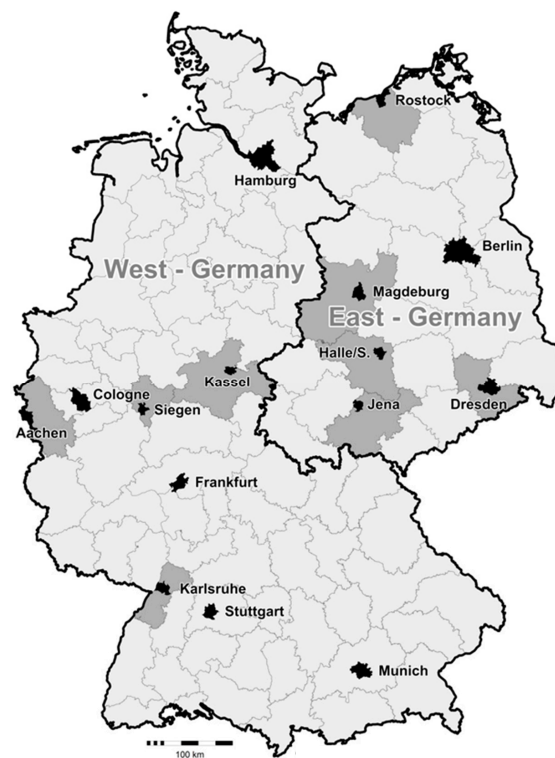 Rostock
Hamburg
Berlin
West - Germany
Magdeburg
East - Germany
Halle/S.
Kassel
Cologne
Siegen
Jena
Dresden
Aachen
Frankfurt
Karlsruhe
Stuttgart
Munich
100 km